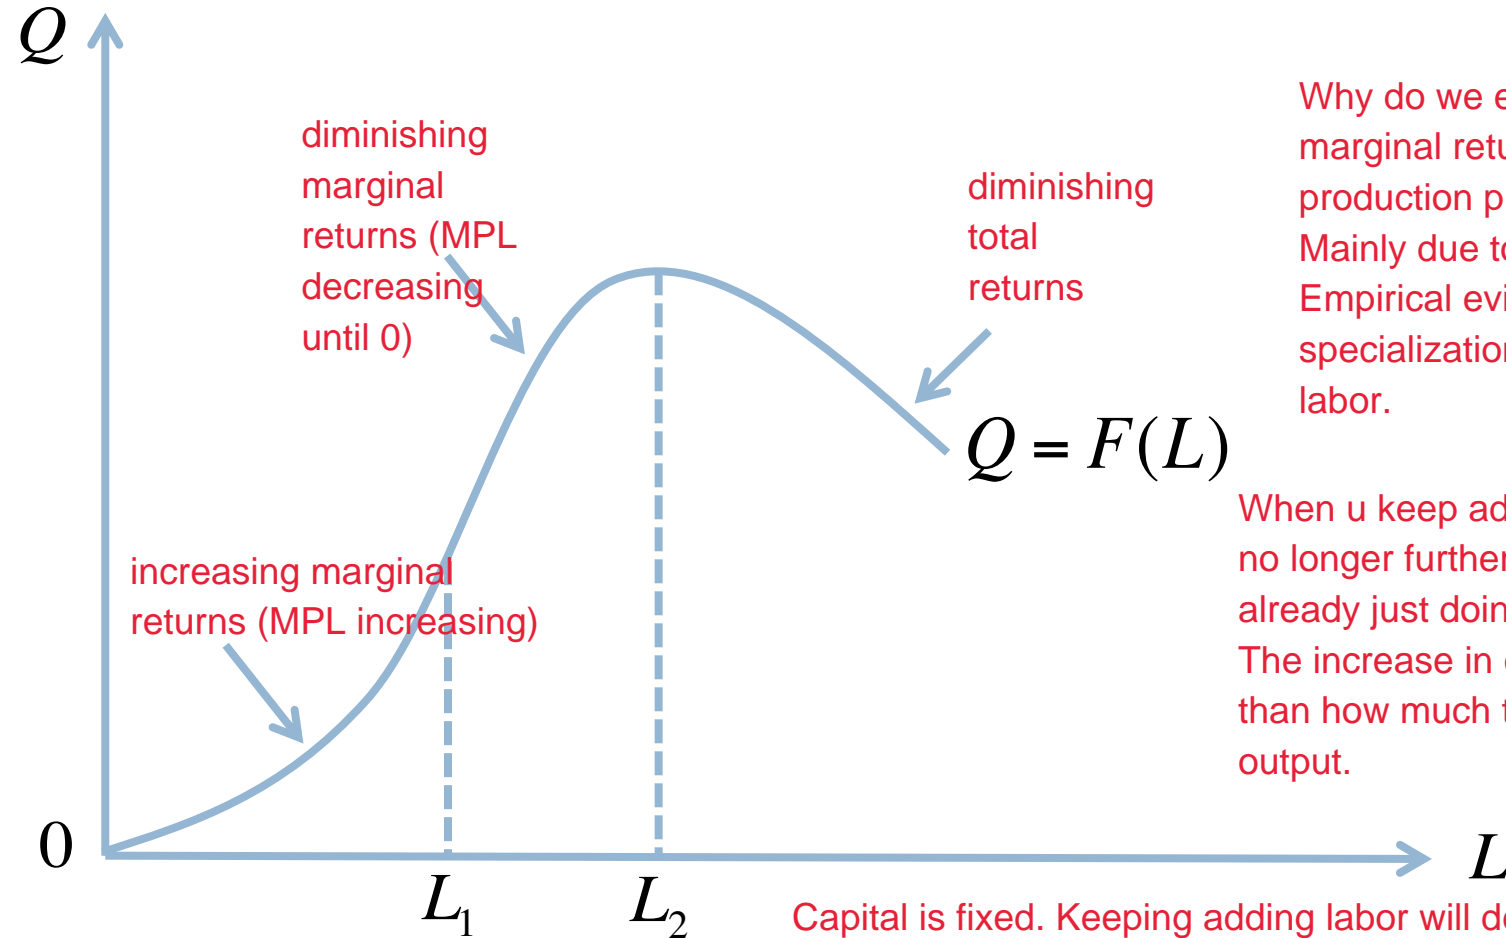 Q
diminishing
marginal
returns (MPL
decreasing
until 0)
diminishing
total
returns
Why do we
marginal
production
Mainly due
Empirical
labor.
Q = F(L)
When u keep
no longer
already just
The increase in
than how much
output.
increasing marginal
returns (MPL increasing)
0
L₁
L₂
L
Capital is fixed. Keeping adding labor will